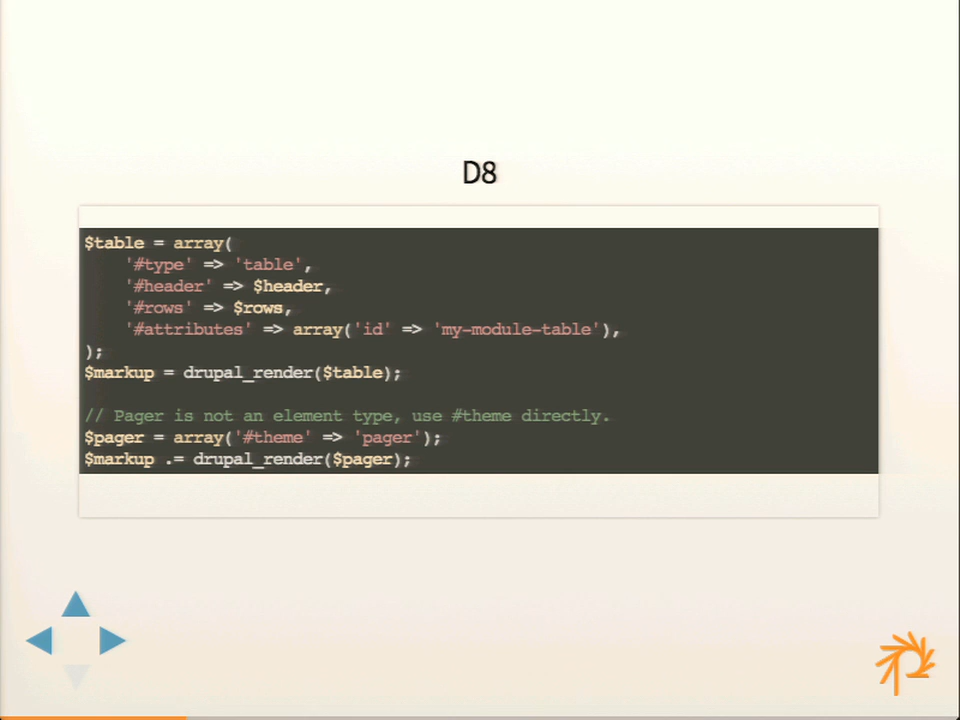 D8
$table = array(
    '#type' => 'table',
    '#header' => $header,
    '#rows' => $rows,
    '#attributes' => array('id' => 'my-module-table'),
);
$markup = drupal_render($table);
// Pager is not an element type, use #theme directly.
$pager = array('#theme' => 'pager');
$markup .= drupal_render($pager);